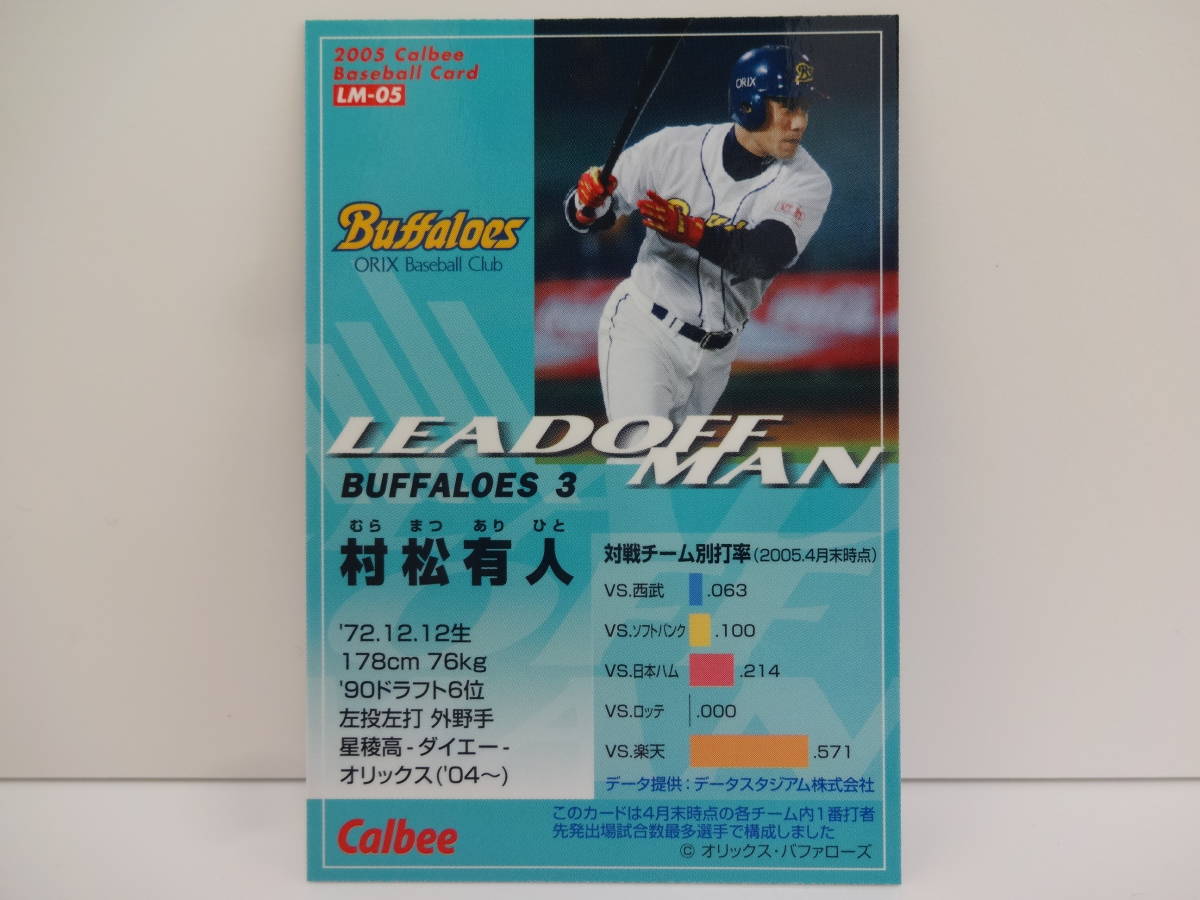 2005 Calbee
Baseball Card
LM-05
ORIX
Buffaloes
ORIX Baseball Club
LEADOFF
MAN
BUFFALOES 3
むら まつ あり ひと
村松有人
'72.12.12生
178cm 76kg
'90ドラフト6位
左投左打 外野手
星稜高-ダイエー-
オリックス('04〜)
対戦チーム別打率(2005.4月末時点)
VS.西武 .063
VS.ソフトバンク .100
VS.日本ハム .214
VS.ロッテ .000
VS.楽天 .571
データ提供:データスタジアム株式会社
このカードは4月末時点の各チーム内1番打者
先発出場試合数最多選手で構成しました
© オリックス・バファローズ
Calbee